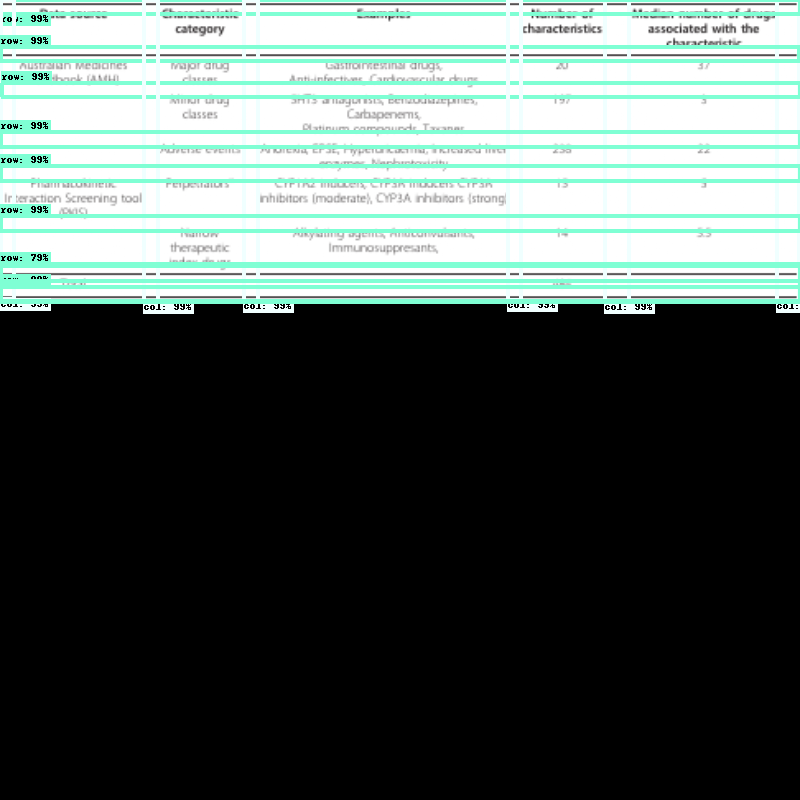 Data source Characteristic Examples Number of Median number of drugs
row: 99%
category characteristics associated with the
row: 99%
characteristic
Australian Medicines Major drug Gastrointestinal drugs, 20 37
row: 99%
(AMH) classes Anti-infectives, Cardiovascular drugs
Minor drug 5HT3 antagonists, Benzodiazepines, 197 3
classes Carbapenems,
row: 99%
Platinum compounds, Taxanes
Adverse events Anorexia, EPSE, Hyperuricaemia, Increased liver 238 22
row: 99%
enzymes, Nephrotoxicity
Pharmacokinetic Perpetrators CYP1A2 inducers, CYP3A inducers CYP3A 13 3
Interaction Screening tool inhibitors (moderate), CYP3A inhibitors (strong)
row: 99%
(PKIS)
Narrow Alkylating agents, Anticonvulsants, 14 3.5
therapeutic Immunosuppresants,
row: 79%
index drugs
row: 99%
col: 99% col: 99% col: 99% col: 99% col: 99% col: